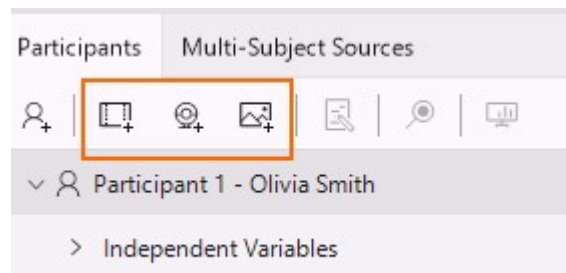 Participants Multi-Subject Sources
Participant 1 - Olivia Smith
Independent Variables